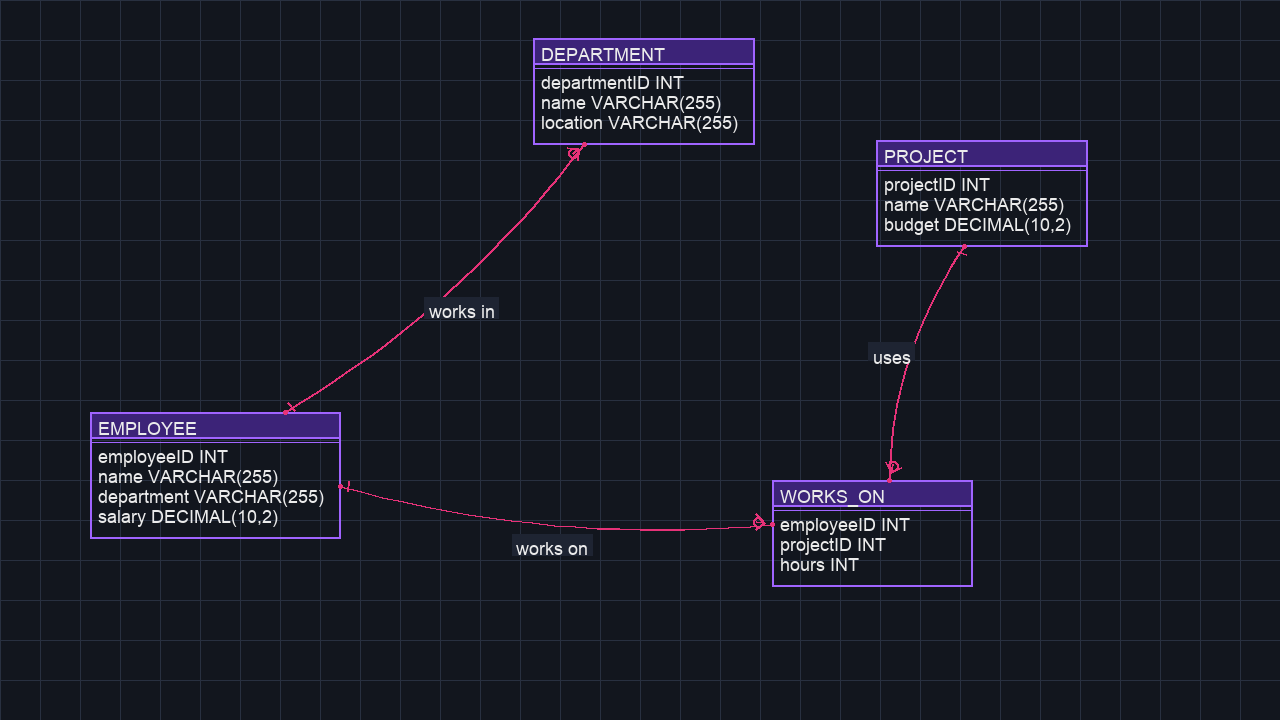 DEPARTMENT
departmentID INT
name VARCHAR(255)
location VARCHAR(255)
PROJECT
projectID INT
name VARCHAR(255)
budget DECIMAL(10,2)
works in
uses
EMPLOYEE
employeeID INT
name VARCHAR(255)
department VARCHAR(255)
salary DECIMAL(10,2)
works on
WORKS_ON
employeeID INT
projectID INT
hours INT